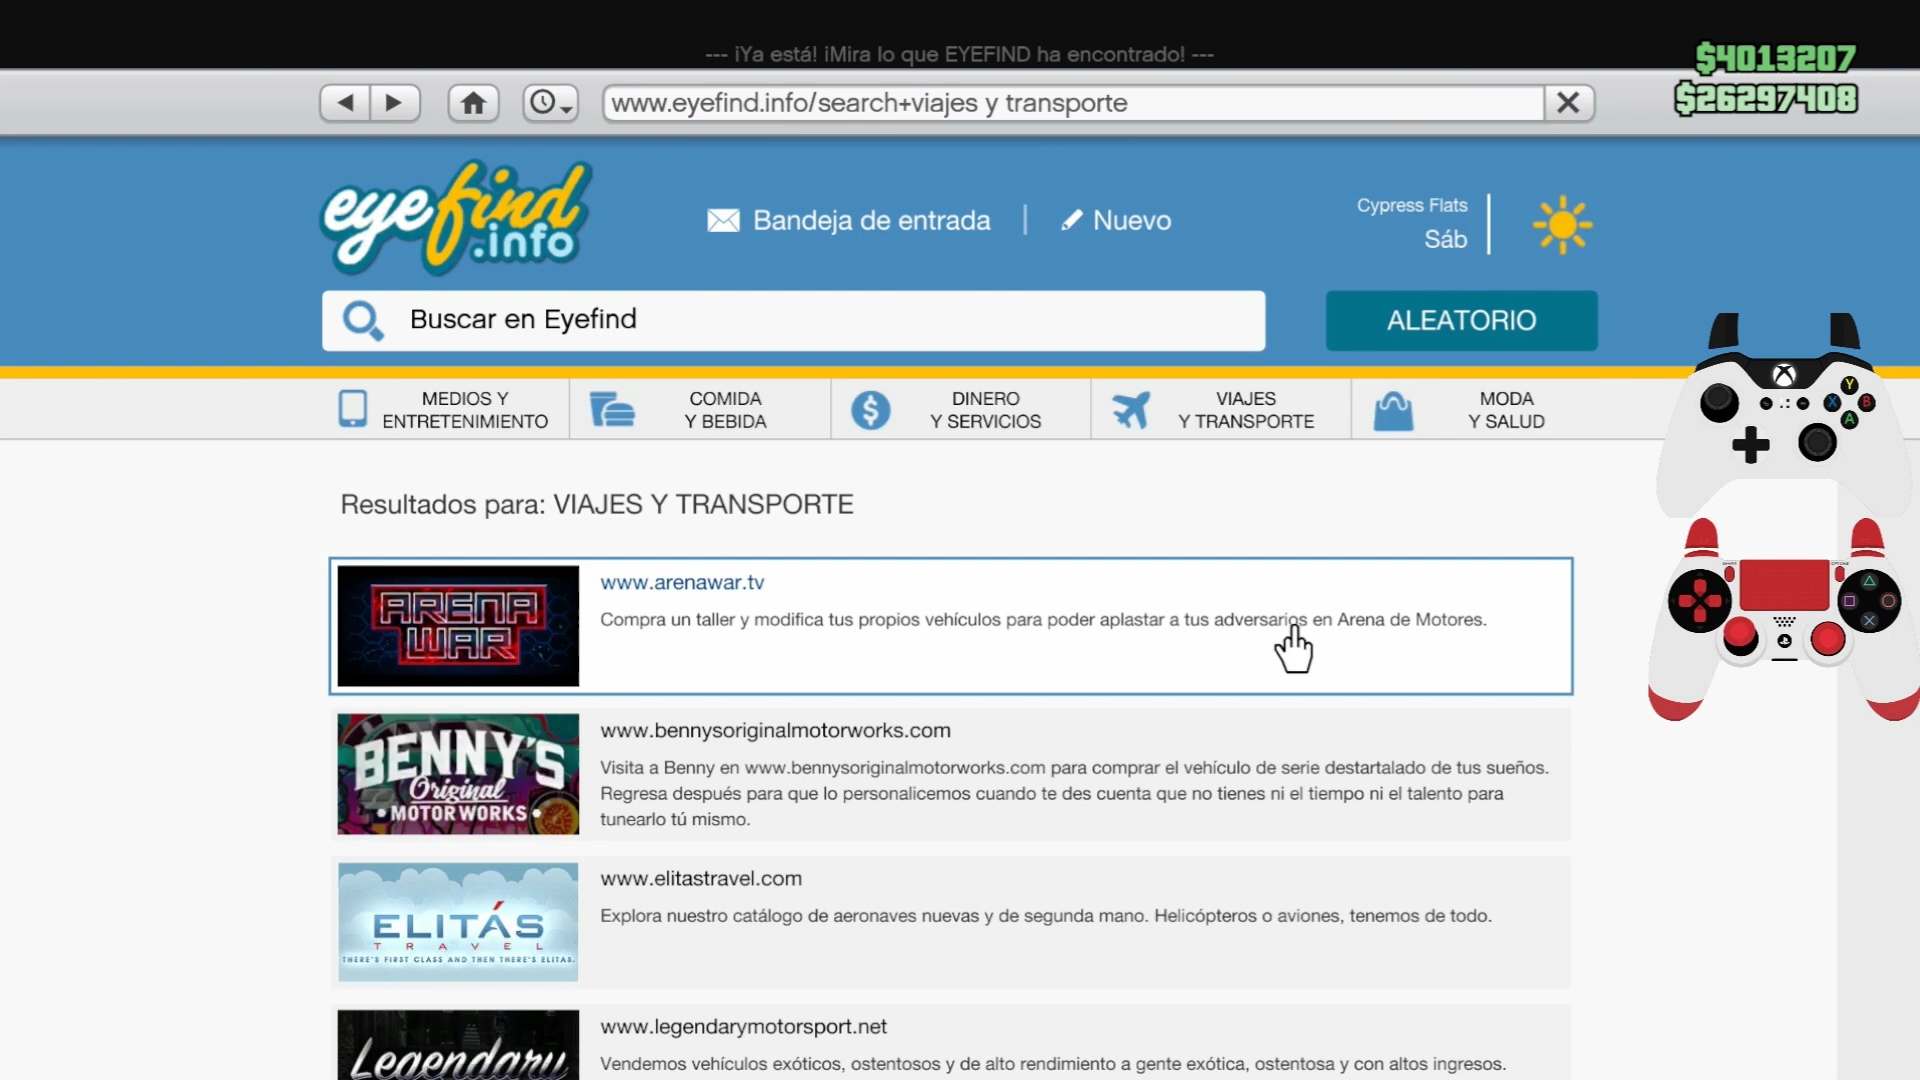 --- ¡Ya está! ¡Mira lo que EYEFIND ha encontrado! ---
$4013207
$26297408
www.eyefind.info/search+viajes y transporte
eyefind
.info
Bandeja de entrada | Nuevo
Cypress Flats
Sáb
Buscar en Eyefind
ALEATORIO
MEDIOS Y
ENTRETENIMIENTO
COMIDA
Y BEBIDA
DINERO
Y SERVICIOS
VIAJES
Y TRANSPORTE
MODA
Y SALUD
Y
X
B
A
Resultados para: VIAJES Y TRANSPORTE
ARENA
WAR
www.arenawar.tv
Compra un taller y modifica tus propios vehículos para poder aplastar a tus adversarios en Arena de Motores.
BENNY'S
Original
MOTORWORKS
www.bennysoriginalmotorworks.com
Visita a Benny en www.bennysoriginalmotorworks.com para comprar el vehículo de serie destartalado de tus sueños.
Regresa después para que lo personalicemos cuando te des cuenta que no tienes ni el tiempo ni el talento para
tunearlo tú mismo.
ELITÁS
TRAVEL
THERE'S FIRST CLASS AND THEN THERE'S ELITAS.
www.elitastravel.com
Explora nuestro catálogo de aeronaves nuevas y de segunda mano. Helicópteros o aviones, tenemos de todo.
Legendary
www.legendarymotorsport.net
Vendemos vehículos exóticos, ostentosos y de alto rendimiento a gente exótica, ostentosa y con altos ingresos.